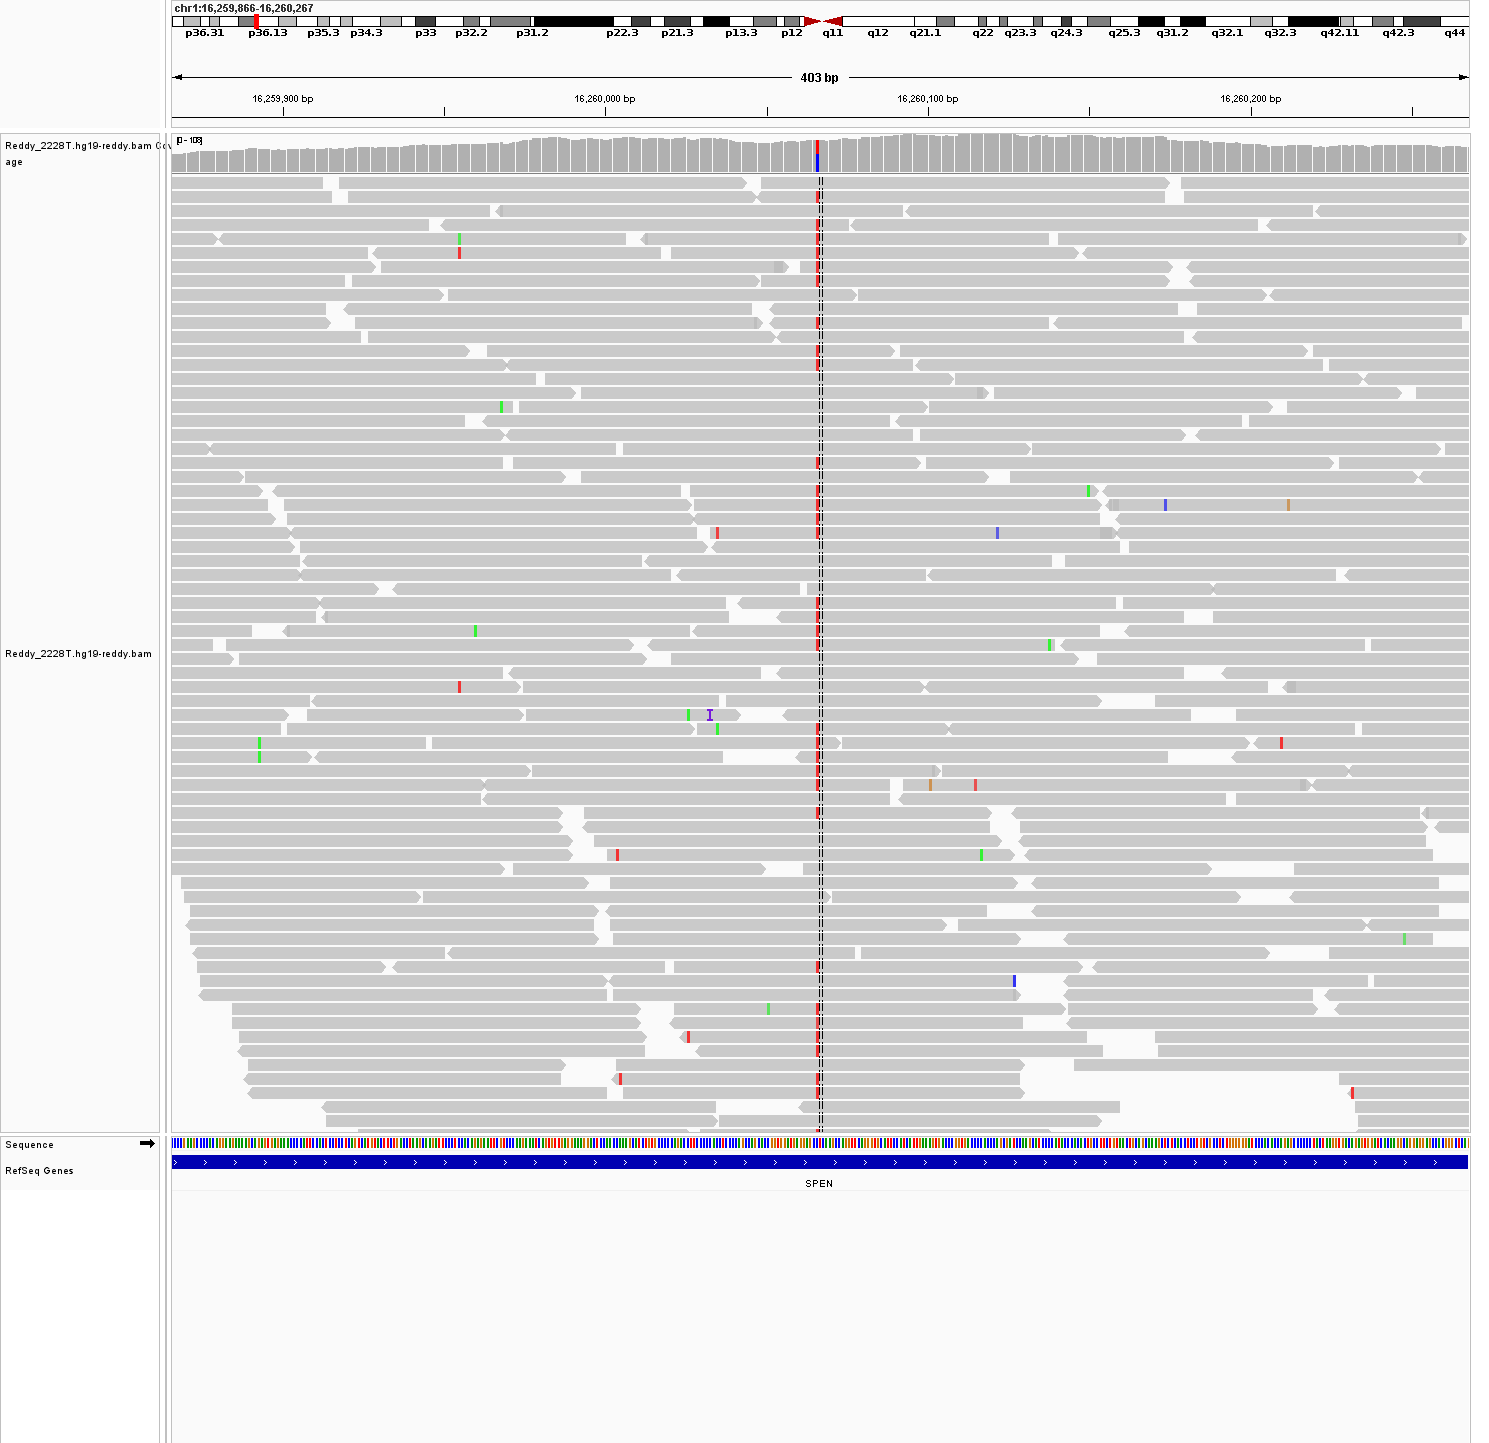 chr1:16,259,866-16,260,267
p36.31 p36.13 p35.3 p34.3 p33 p32.2 p31.2 p22.3 p21.3 p13.3 p12 q11 q12 q21.1 q22 q23.3 q24.3 q25.3 q31.2 q32.1 q32.3 q42.11 q42.3 q44
403 bp
16,259,900 bp 16,260,000 bp 16,260,100 bp 16,260,200 bp
[0 - 108]
Reddy_2228T.hg19-reddy.bam Cov
age
Reddy_2228T.hg19-reddy.bam
Sequence
RefSeq Genes
SPEN